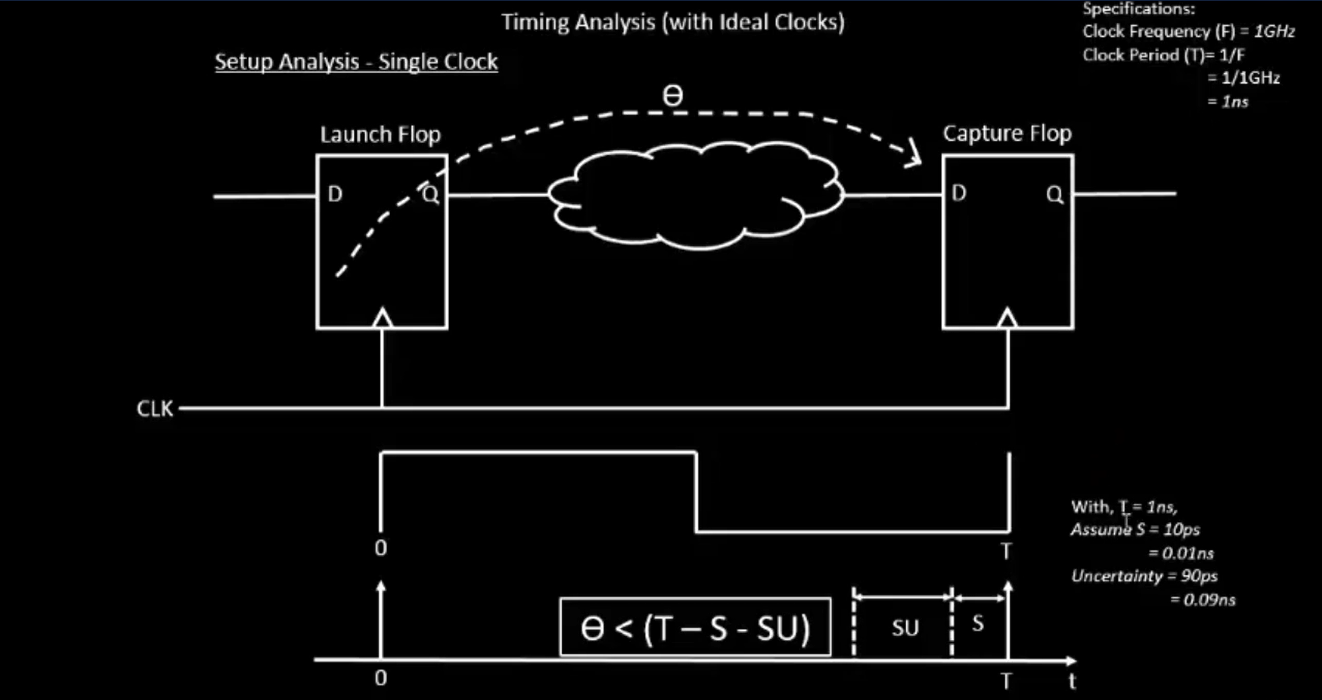 Timing Analysis (with Ideal Clocks)
Specifications:
Clock Frequency (F) = 1GHz
Clock Period (T)= 1/F
= 1/1GHz
= 1ns
Setup Analysis - Single Clock
Θ
Launch Flop
Capture Flop
D
Q
D
Q
CLK
0
T
With, T = 1ns,
Assume S = 10ps
= 0.01ns
Uncertainty = 90ps
= 0.09ns
Θ < (T – S - SU)
SU
S
0
T
t